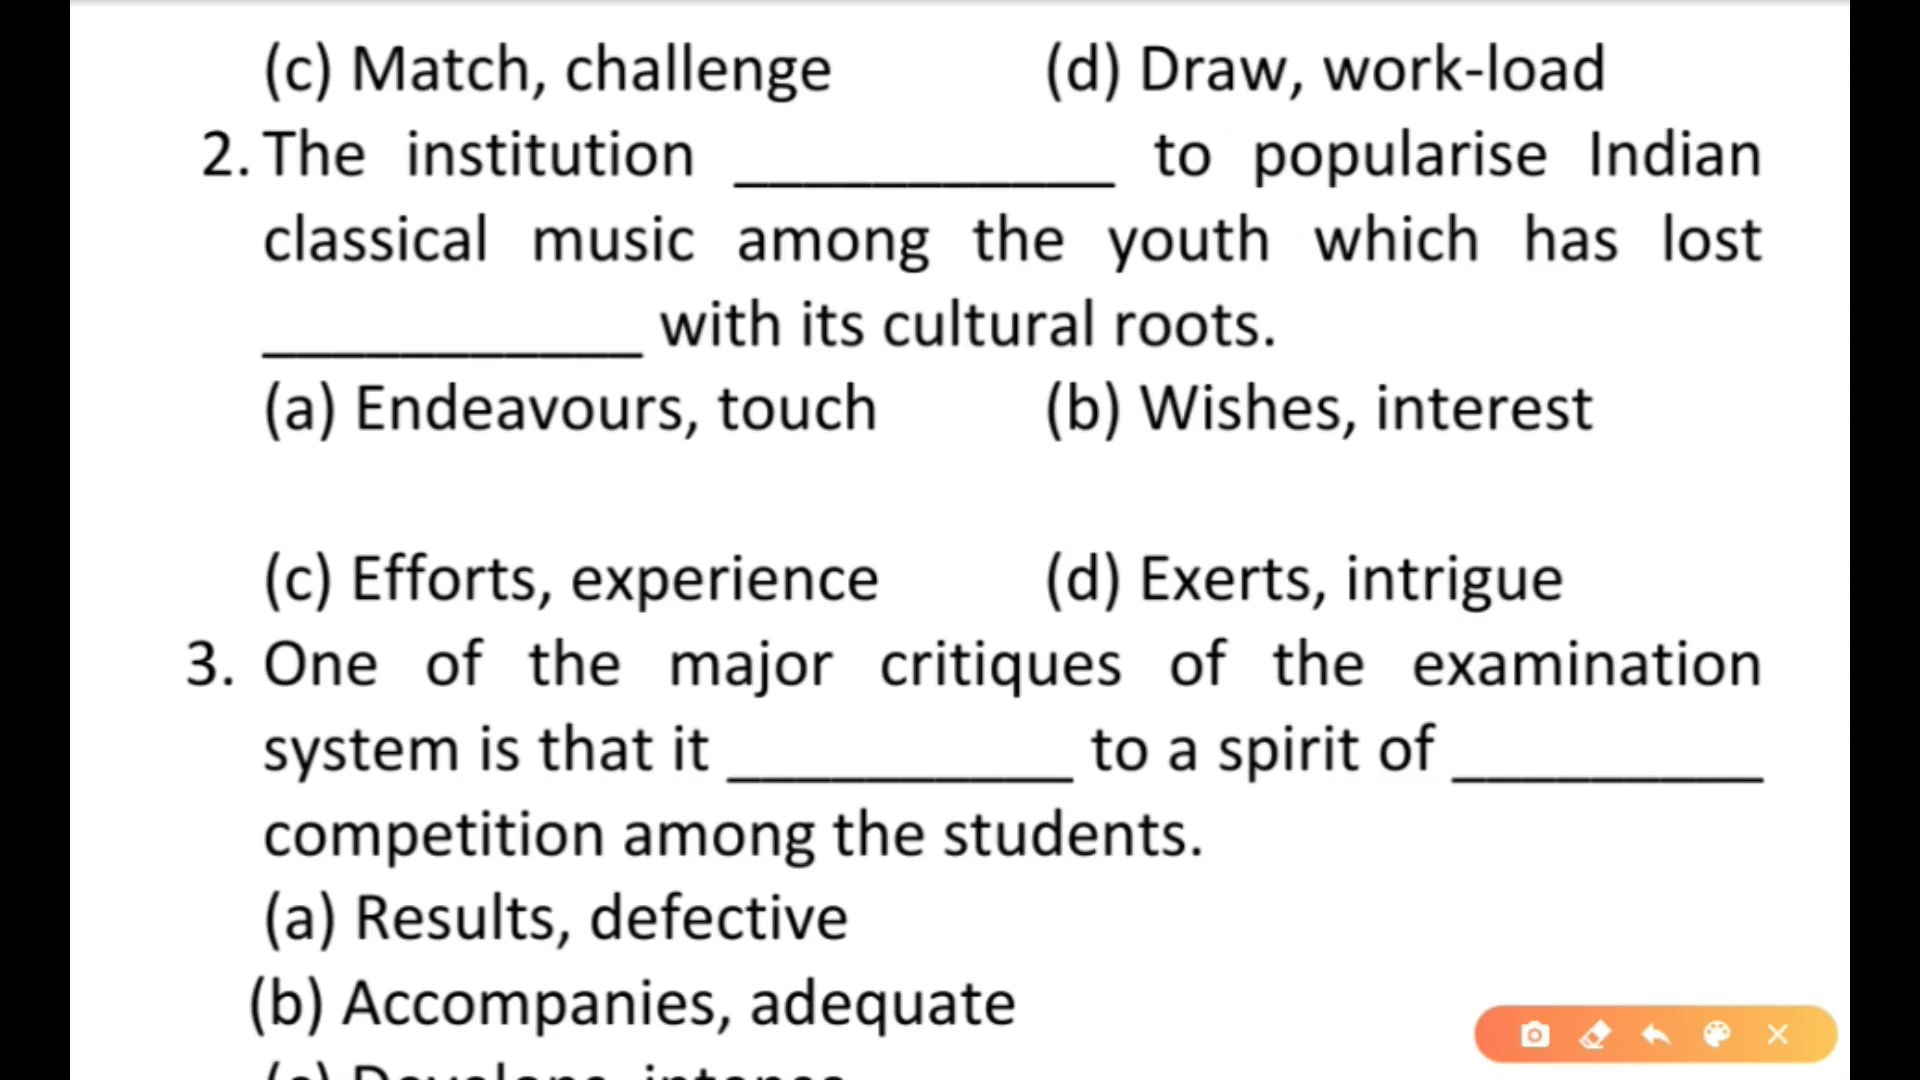 (c) Match, challenge (d) Draw, work-load
2. The institution ___________ to popularise Indian
classical music among the youth which has lost
___________ with its cultural roots.
(a) Endeavours, touch (b) Wishes, interest
(c) Efforts, experience (d) Exerts, intrigue
3. One of the major critiques of the examination
system is that it __________ to a spirit of _________
competition among the students.
(a) Results, defective
(b) Accompanies, adequate